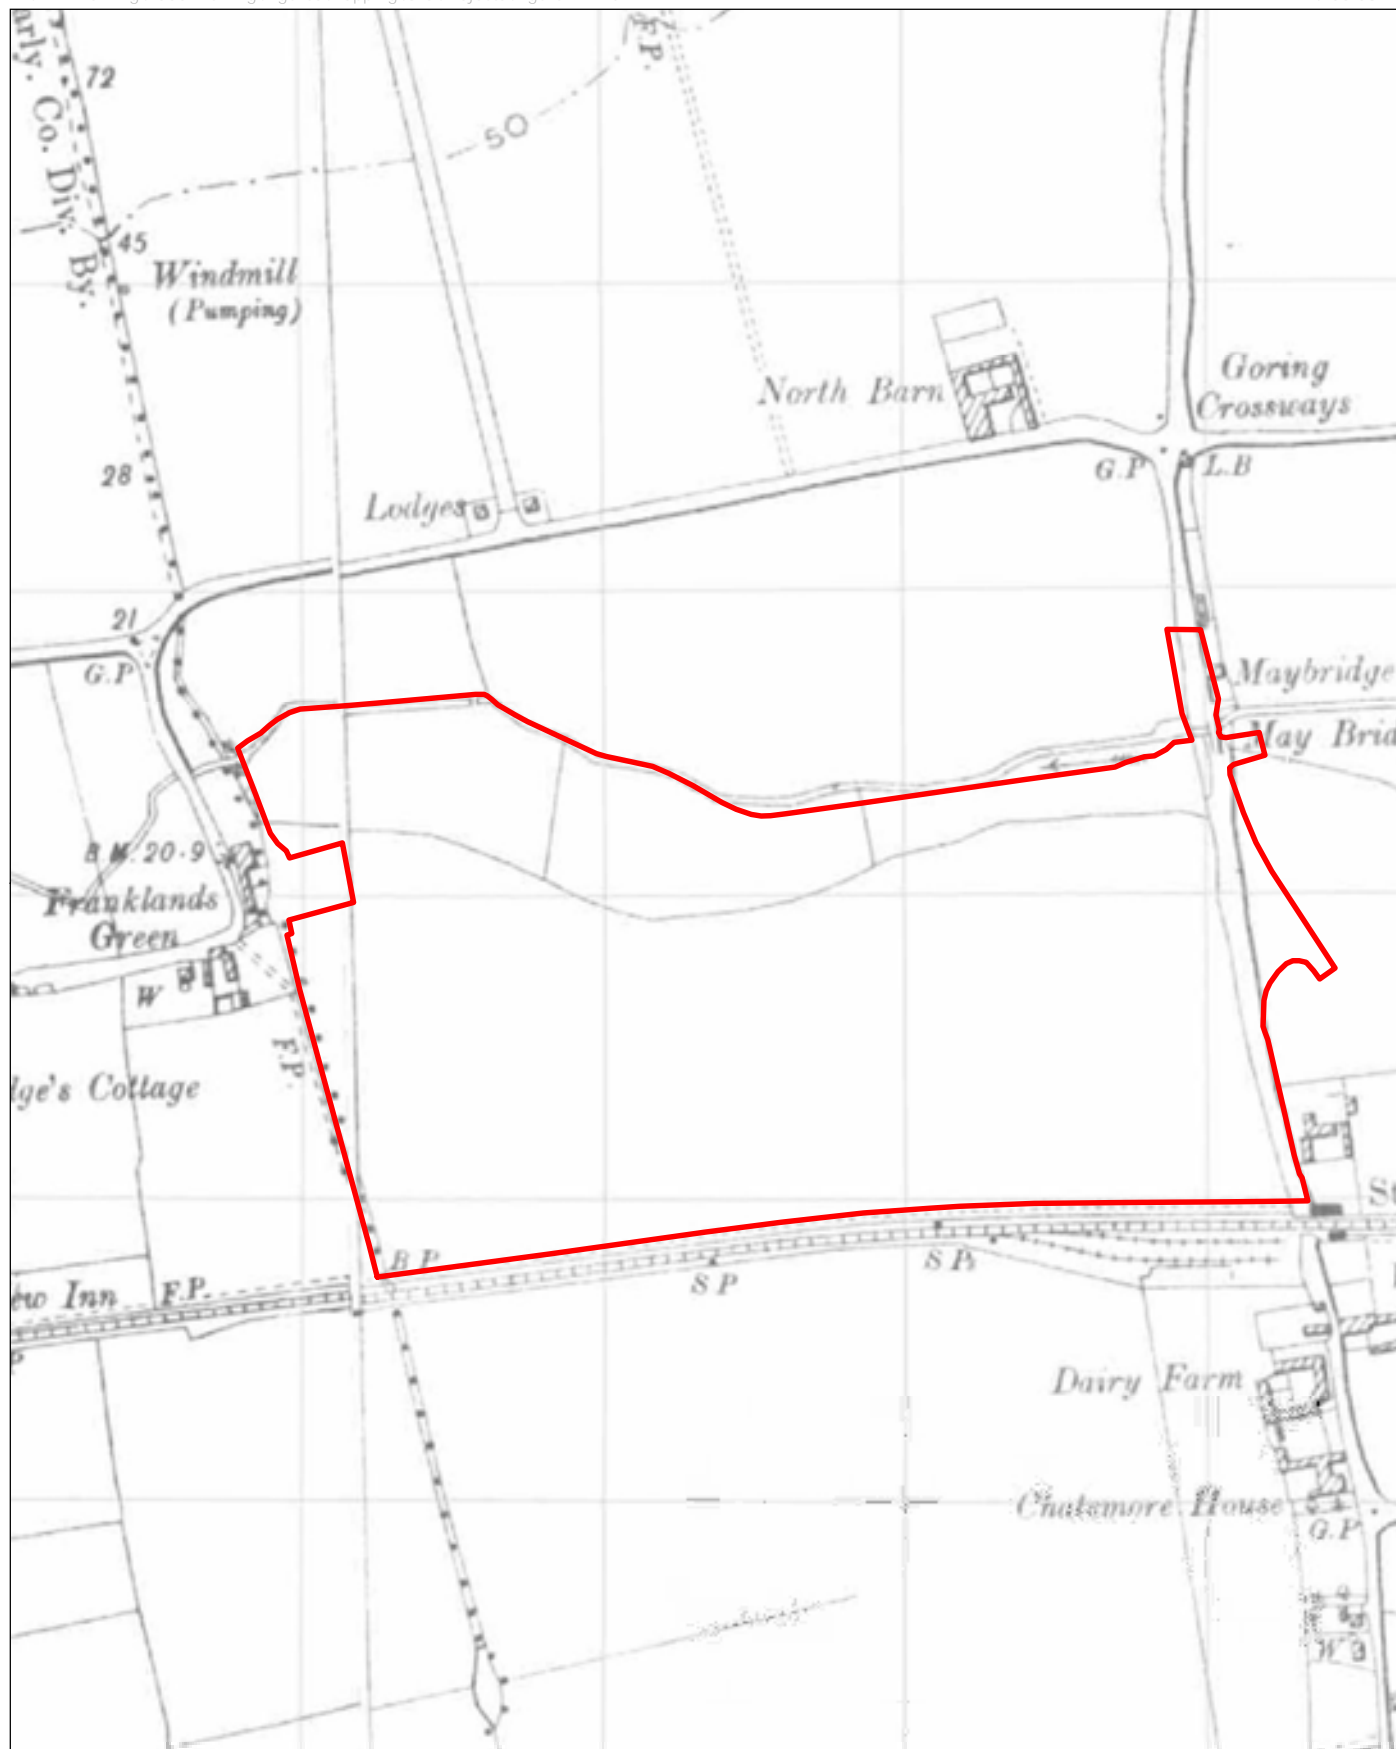 F.P.
72
Co. Div. By.
50
45
Windmill
(Pumping)
Goring
Crossways
North Barn
G.P
L.B
28
Lodges
21
G.P
Maybridge
May Brid
B.M. 20·9
Franklands
Green
W
F.P.
dge's Cottage
St
B.P
S.P
S.Ps
ew Inn
F.P.
Dairy Farm
Chatsmore House
G.P
W